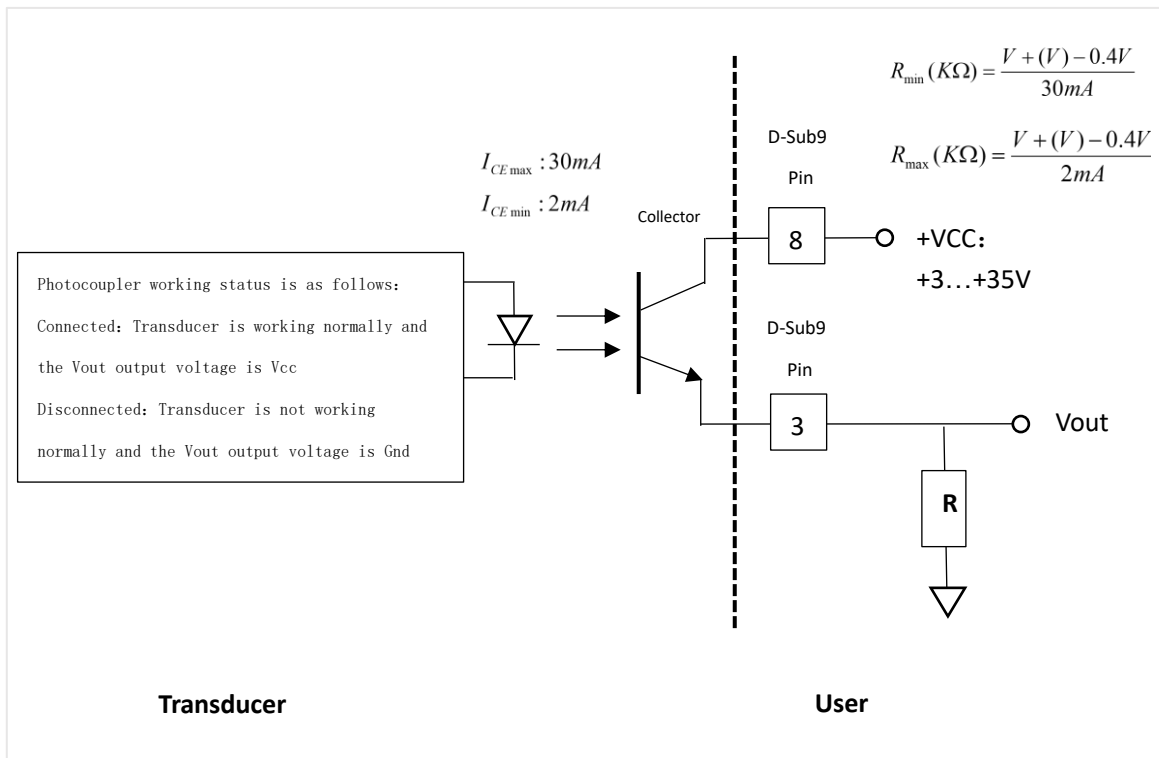 R_min (KΩ) = (V + (V) − 0.4V) / 30mA
R_max (KΩ) = (V + (V) − 0.4V) / 2mA
I_CE max : 30mA
I_CE min : 2mA
D-Sub9
Pin
Collector
8
+VCC：
+3…+35V
Photocoupler working status is as follows：
Connected：Transducer is working normally and
the Vout output voltage is Vcc
Disconnected：Transducer is not working
normally and the Vout output voltage is Gnd
D-Sub9
Pin
3
Vout
R
Transducer
User